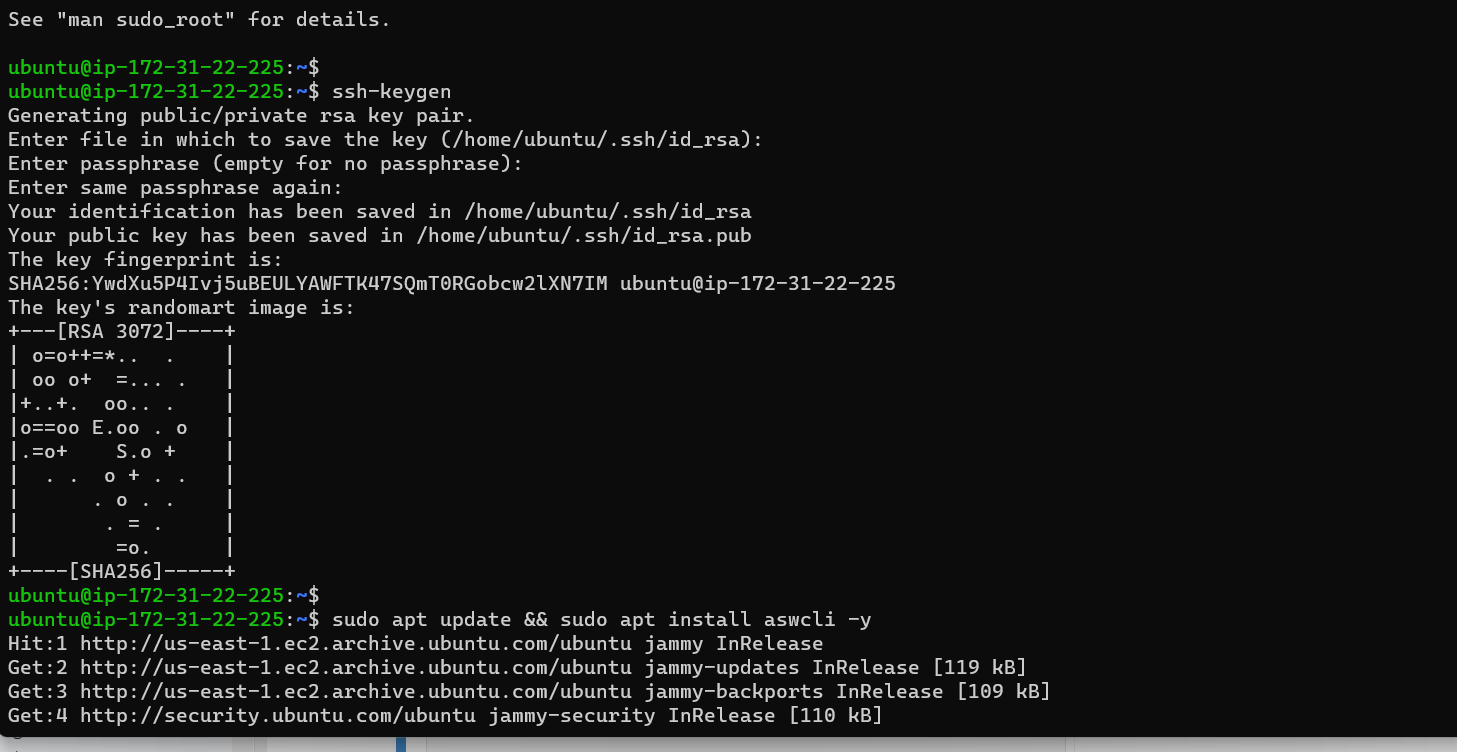 See "man sudo_root" for details.
ubuntu@ip-172-31-22-225:~$
ubuntu@ip-172-31-22-225:~$ ssh-keygen
Generating public/private rsa key pair.
Enter file in which to save the key (/home/ubuntu/.ssh/id_rsa):
Enter passphrase (empty for no passphrase):
Enter same passphrase again:
Your identification has been saved in /home/ubuntu/.ssh/id_rsa
Your public key has been saved in /home/ubuntu/.ssh/id_rsa.pub
The key fingerprint is:
SHA256:YwdXu5P4Ivj5uBEULYAWFTK47SQmT0RGobcw2lXN7IM ubuntu@ip-172-31-22-225
The key's randomart image is:
+---[RSA 3072]----+
| o=o++=*..  .    |
| oo o+  =... .   |
|+..+.  oo.. .    |
|o==oo E.oo . o   |
|.=o+    S.o +    |
|  . .  o + . .   |
|      . o . .    |
|       . = .     |
|        =o.      |
+----[SHA256]-----+
ubuntu@ip-172-31-22-225:~$
ubuntu@ip-172-31-22-225:~$ sudo apt update && sudo apt install aswcli -y
Hit:1 http://us-east-1.ec2.archive.ubuntu.com/ubuntu jammy InRelease
Get:2 http://us-east-1.ec2.archive.ubuntu.com/ubuntu jammy-updates InRelease [119 kB]
Get:3 http://us-east-1.ec2.archive.ubuntu.com/ubuntu jammy-backports InRelease [109 kB]
Get:4 http://security.ubuntu.com/ubuntu jammy-security InRelease [110 kB]